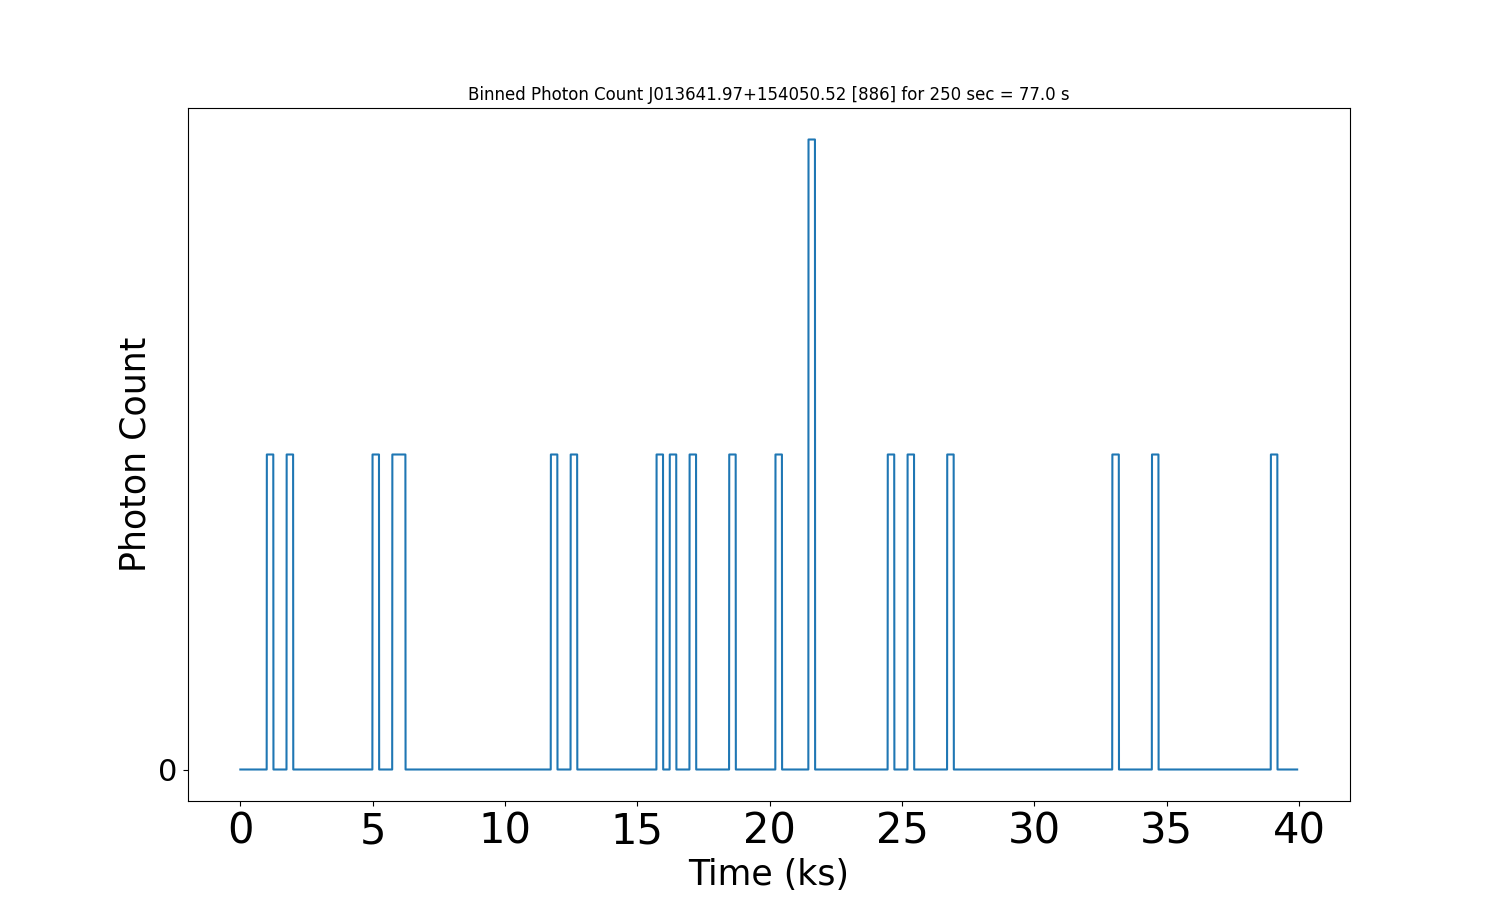 Binned Photon Count J013641.97+154050.52 [886] for 250 sec = 77.0 s
Photon Count
0
0 5 10 15 20 25 30 35 40
Time (ks)